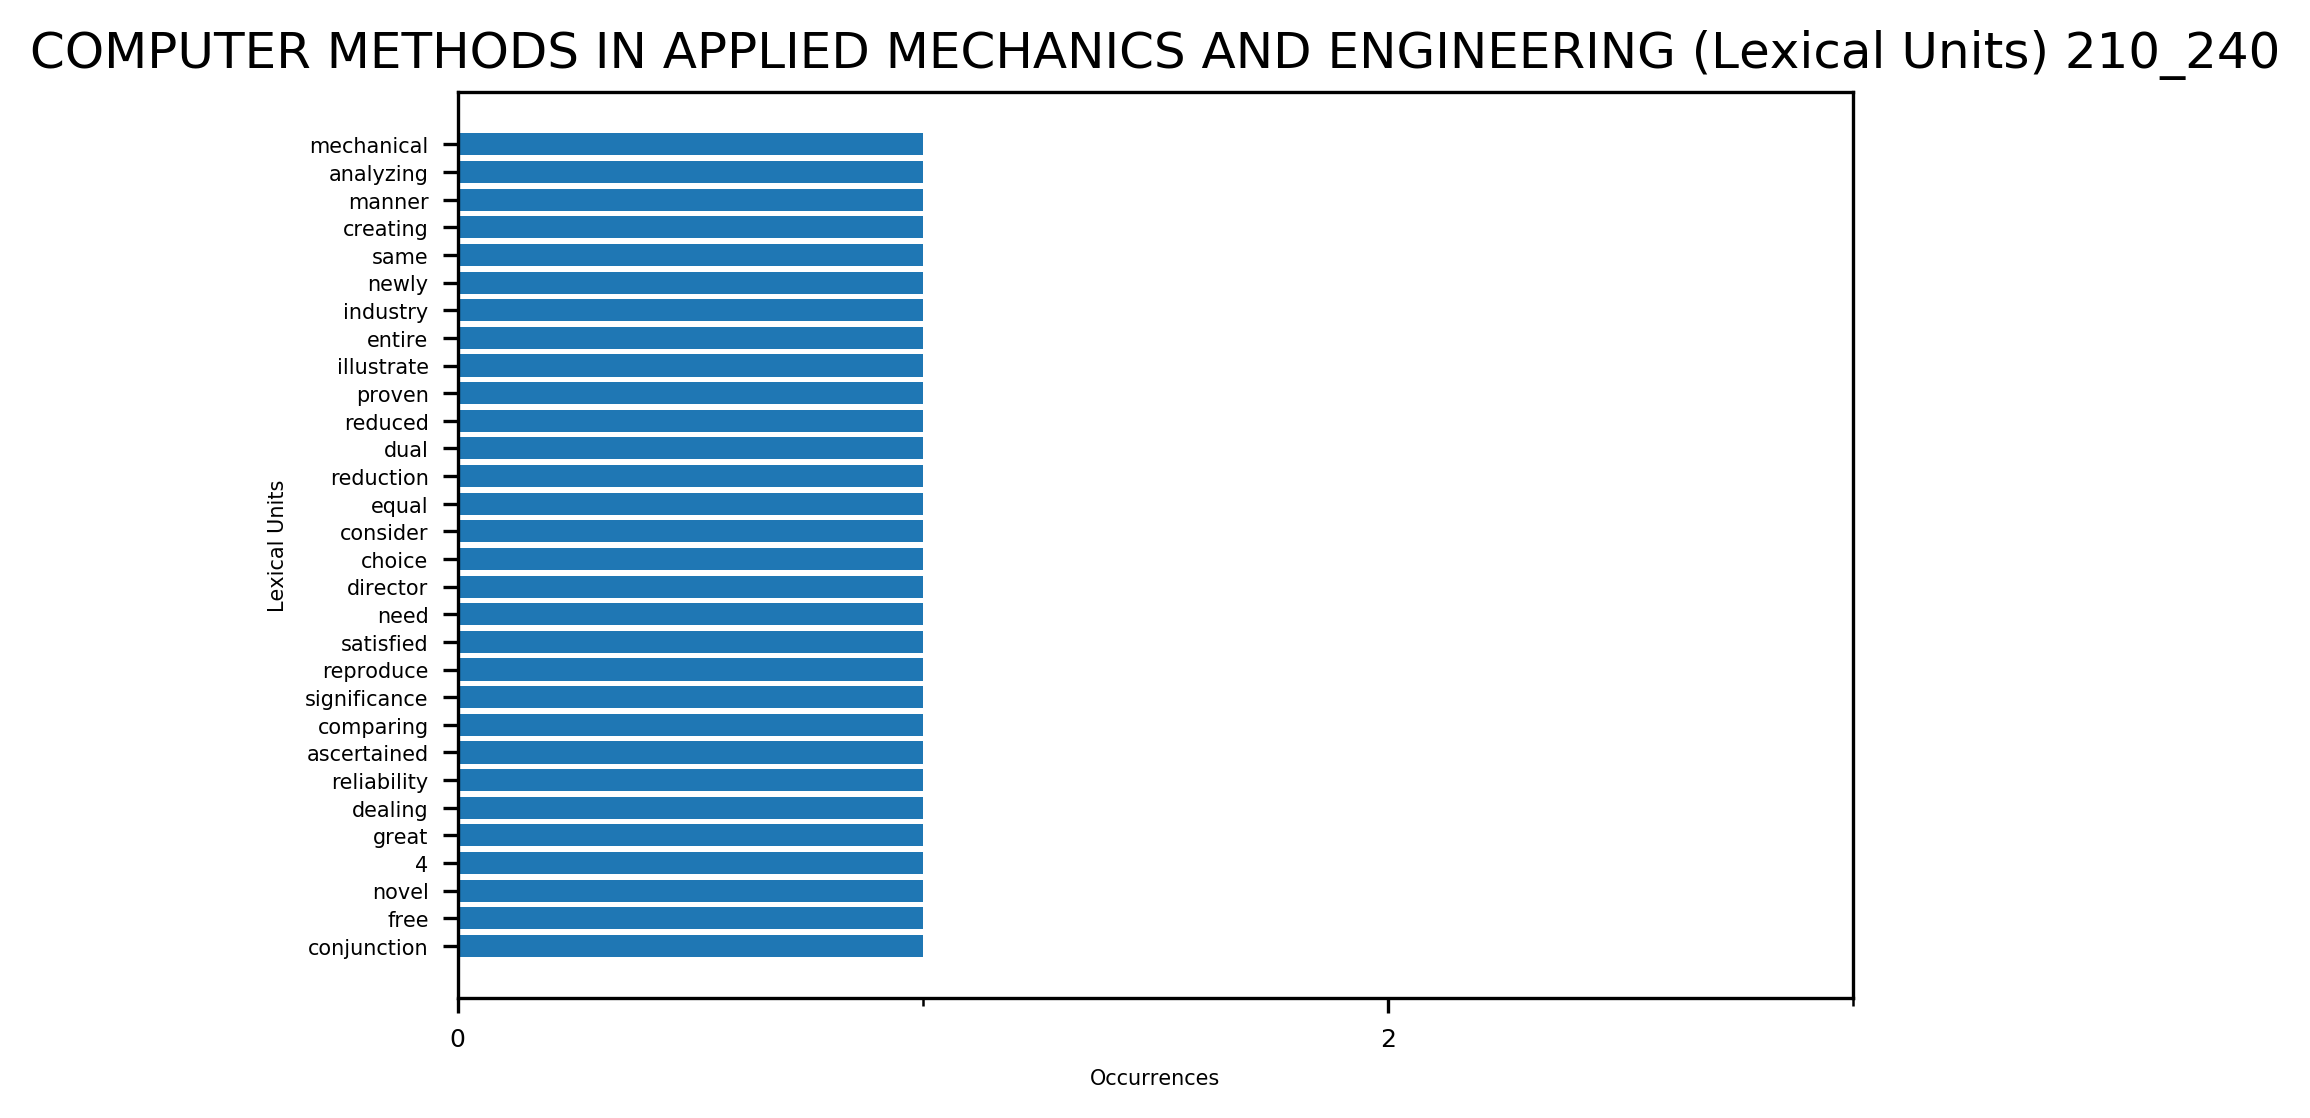 COMPUTER METHODS IN APPLIED MECHANICS AND ENGINEERING (Lexical Units) 210_240
mechanical
analyzing
manner
creating
same
newly
industry
entire
illustrate
proven
reduced
dual
reduction
equal
consider
choice
director
need
satisfied
reproduce
significance
comparing
ascertained
reliability
dealing
great
4
novel
free
conjunction
Lexical Units
0 2
Occurrences